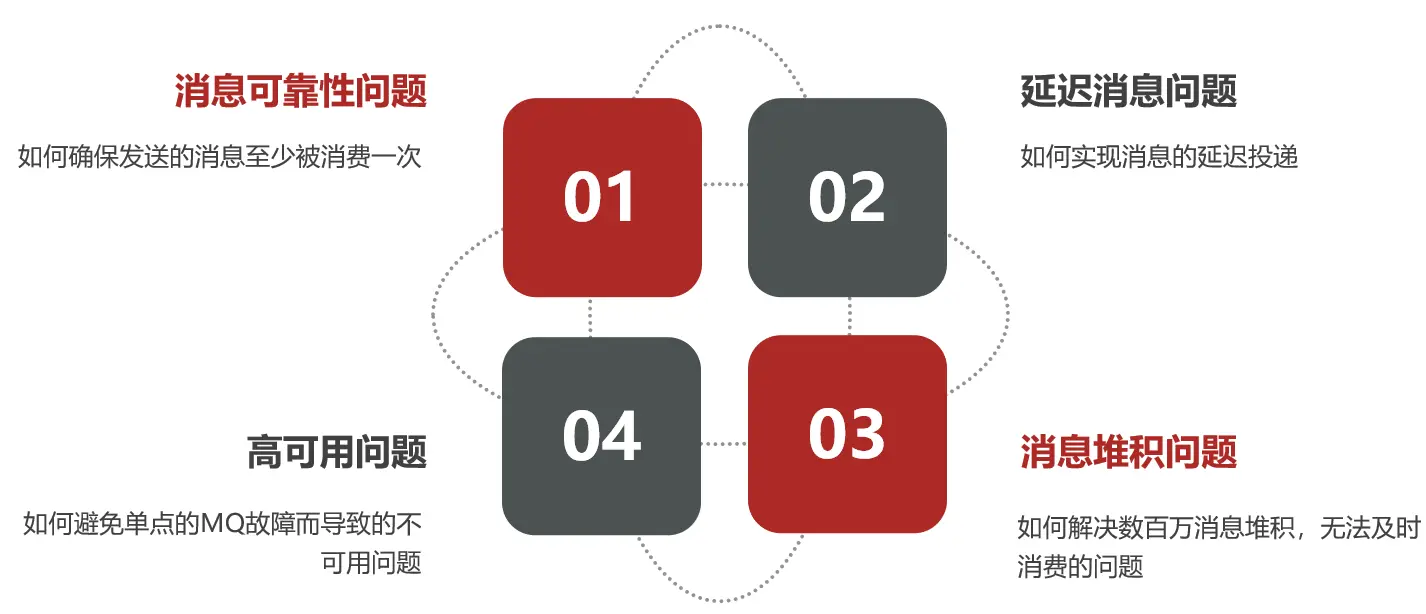 消息可靠性问题
如何确保发送的消息至少被消费一次
01
02
延迟消息问题
如何实现消息的延迟投递
高可用问题
如何避免单点的MQ故障而导致的不
可用问题
04
03
消息堆积问题
如何解决数百万消息堆积，无法及时
消费的问题